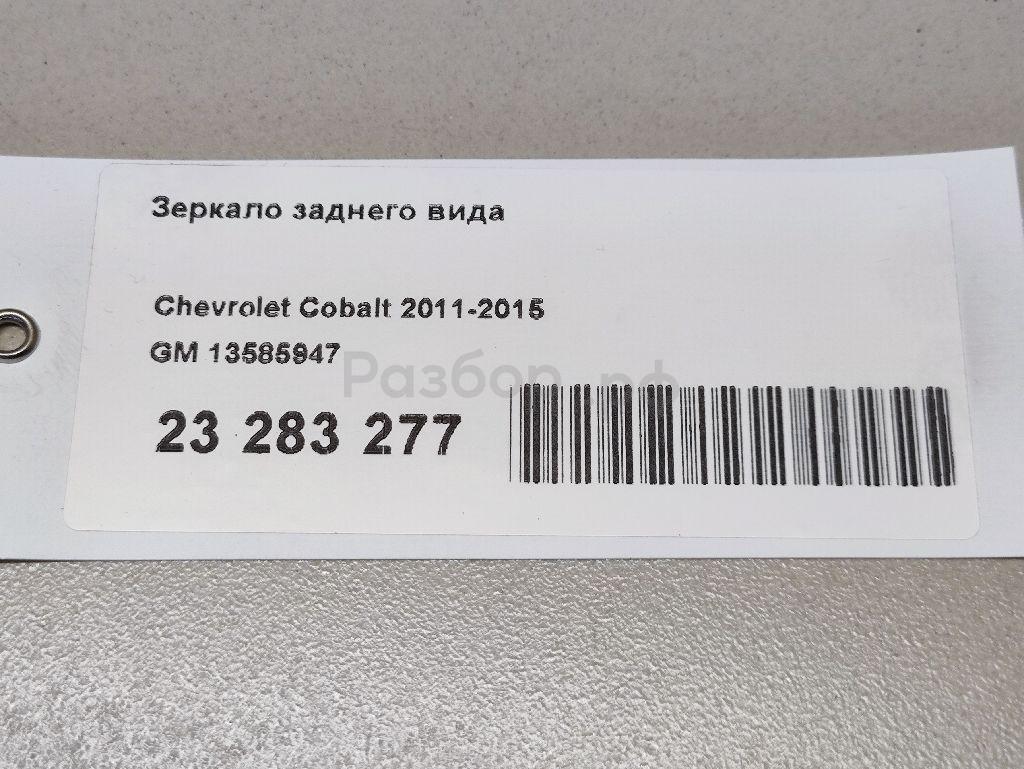 Зеркало заднего вида
Chevrolet Cobalt 2011-2015
GM 13585947
Разбор.рф
23 283 277